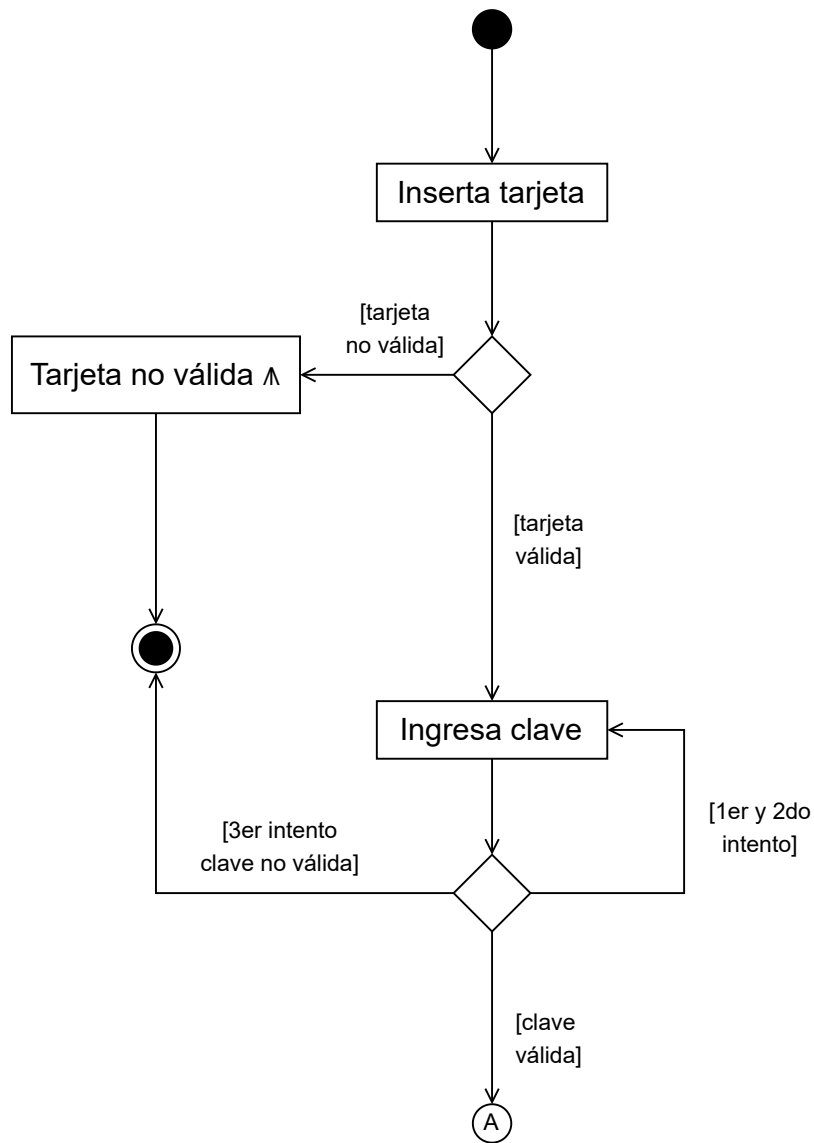 Inserta tarjeta
[tarjeta
no válida]
Tarjeta no válida
[tarjeta
válida]
Ingresa clave
[1er y 2do
intento]
[3er intento
clave no válida]
[clave
válida]
A